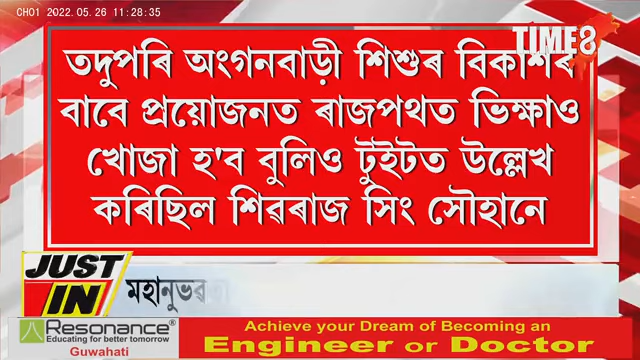 CH01 2022.05.26 11:28:35
TIME8
তদুপৰি অংগনবাড়ী শিশুৰ বিকাশৰ
বাবে প্ৰয়োজনত ৰাজপথত ভিক্ষাও
খোজা হ'ব বুলিও টুইটত উল্লেখ
কৰিছিল শিৱৰাজ সিং সৌহানে
JUST
IN
Resonance®
Educating for better tomorrow
Guwahati
Achieve your Dream of Becoming an
Engineer or Doctor